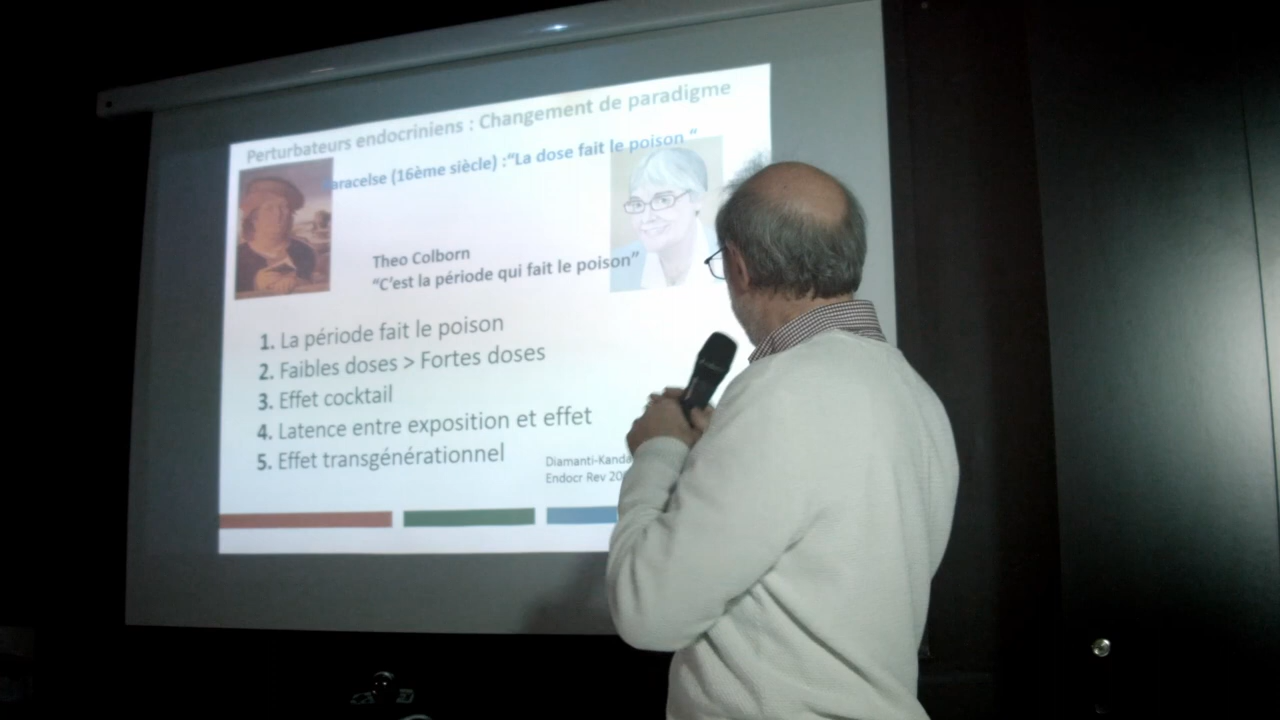 Perturbateurs endocriniens : Changement de paradigme
aracelse (16ème siècle) :“La dose fait le poison “
Theo Colborn
“C’est la période qui fait le poison”
1. La période fait le poison
2. Faibles doses > Fortes doses
3. Effet cocktail
4. Latence entre exposition et effet
5. Effet transgénérationnel
Diamanti-Kanda
Endocr Rev 20